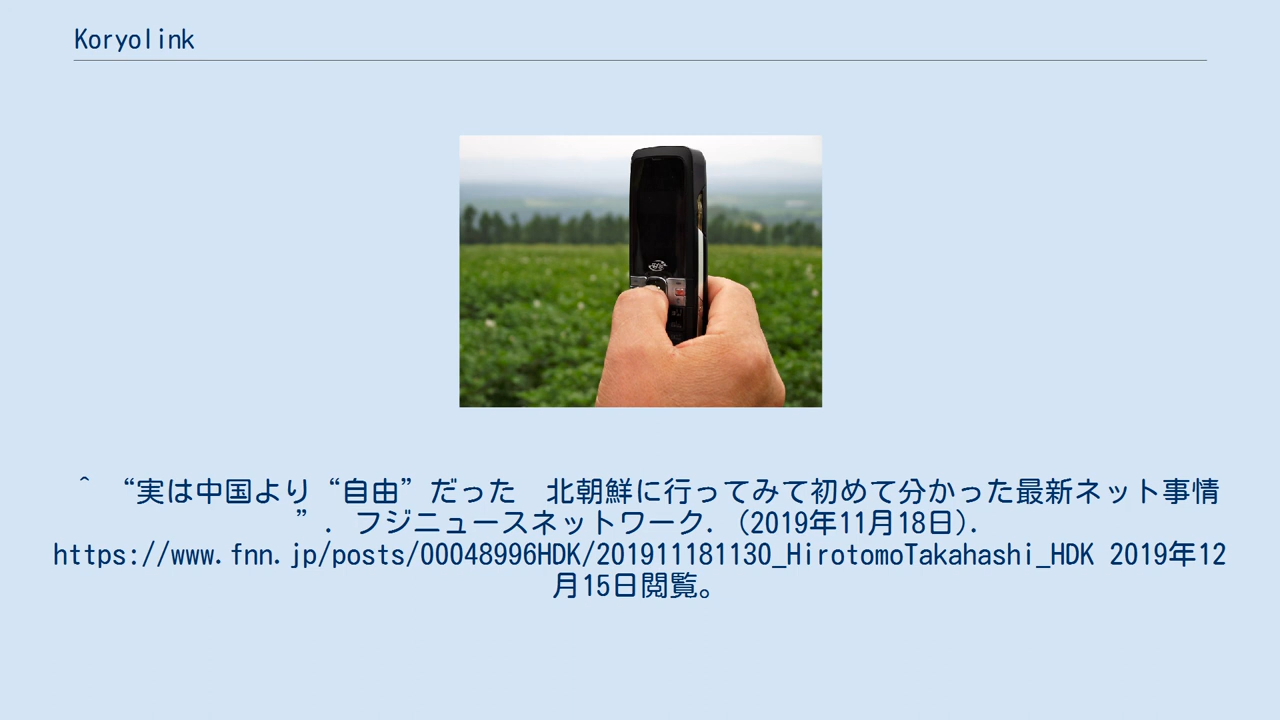 Koryolink
^ “実は中国より“自由”だった　北朝鮮に行ってみて初めて分かった最新ネット事情
”. フジニュースネットワーク. (2019年11月18日).
https://www.fnn.jp/posts/00048996HDK/201911181130_HirotomoTakahashi_HDK 2019年12
月15日閲覧。